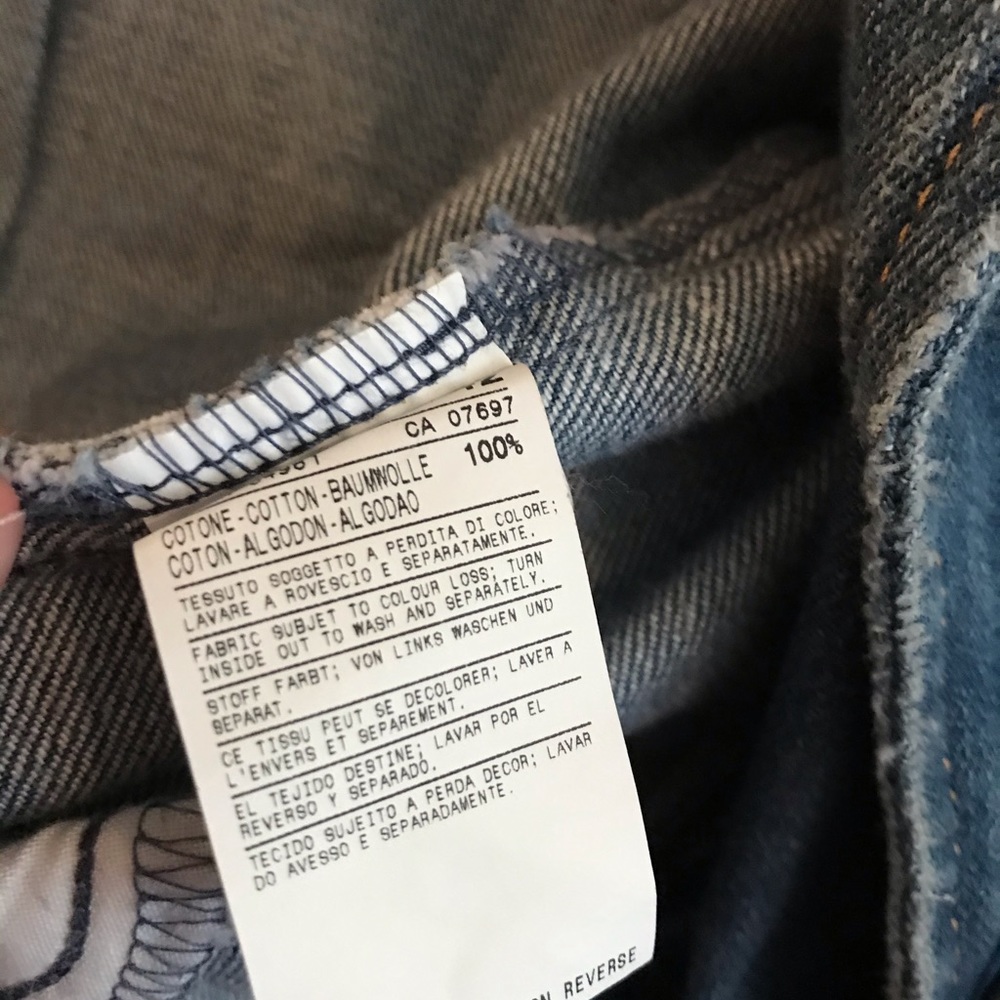 CA 07697
COTONE-COTTON-BAUMWOLLE 100%
COTON-ALGODON-ALGODAO
TESSUTO SOGGETTO A PERDITA DI COLORE;
LAVARE A ROVESCIO E SEPARATAMENTE.
FABRIC SUBJET TO COLOUR LOSS; TURN
INSIDE OUT TO WASH AND SEPARATELY.
STOFF FARBT; VON LINKS WASCHEN UND
SEPARAT.
CE TISSU PEUT SE DECOLORER; LAVER A
L'ENVERS ET SEPAREMENT.
EL TEJIDO DESTINE; LAVAR POR EL
REVERSO Y SEPARADO.
TECIDO SUJEITO A PERDA DECOR; LAVAR
DO AVESSO E SEPARADAMENTE.
REVERSE